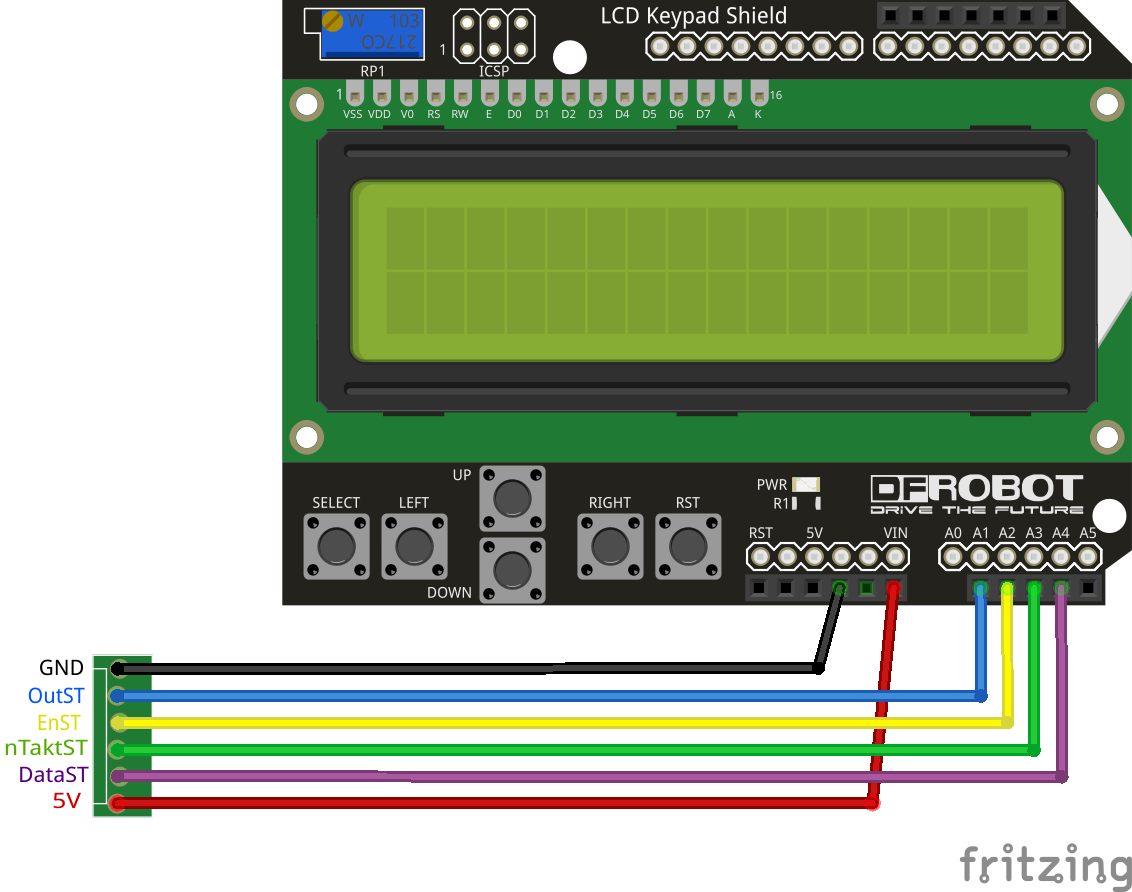 LCD Keypad Shield
W 103
217CO
1
RP1
ICSP
1
16
VSS VDD V0 RS RW E D0 D1 D2 D3 D4 D5 D6 D7 A K
UP
SELECT LEFT RIGHT RST
DOWN
PWR
R1
DFROBOT
DRIVE THE FUTURE
RST 5V VIN A0 A1 A2 A3 A4 A5
GND
OutST
EnST
nTaktST
DataST
5V
fritzing